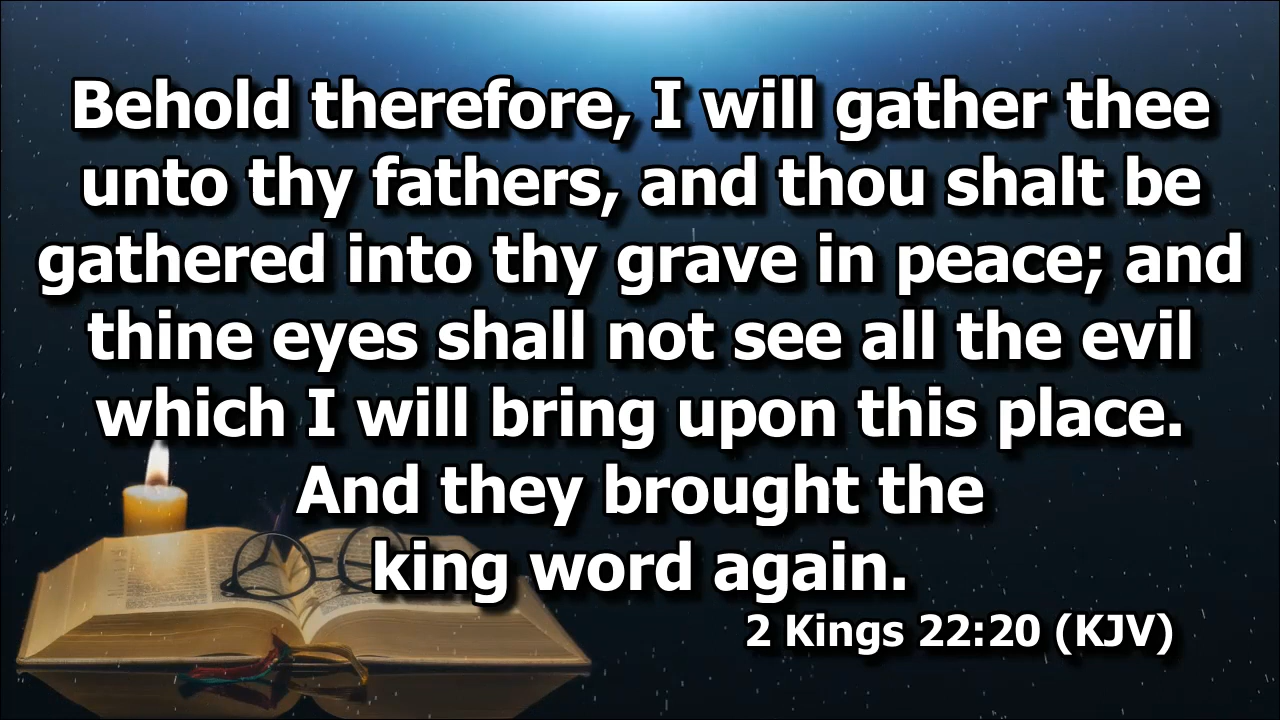 Behold therefore, I will gather thee
unto thy fathers, and thou shalt be
gathered into thy grave in peace; and
thine eyes shall not see all the evil
which I will bring upon this place.
And they brought the
king word again.
2 Kings 22:20 (KJV)